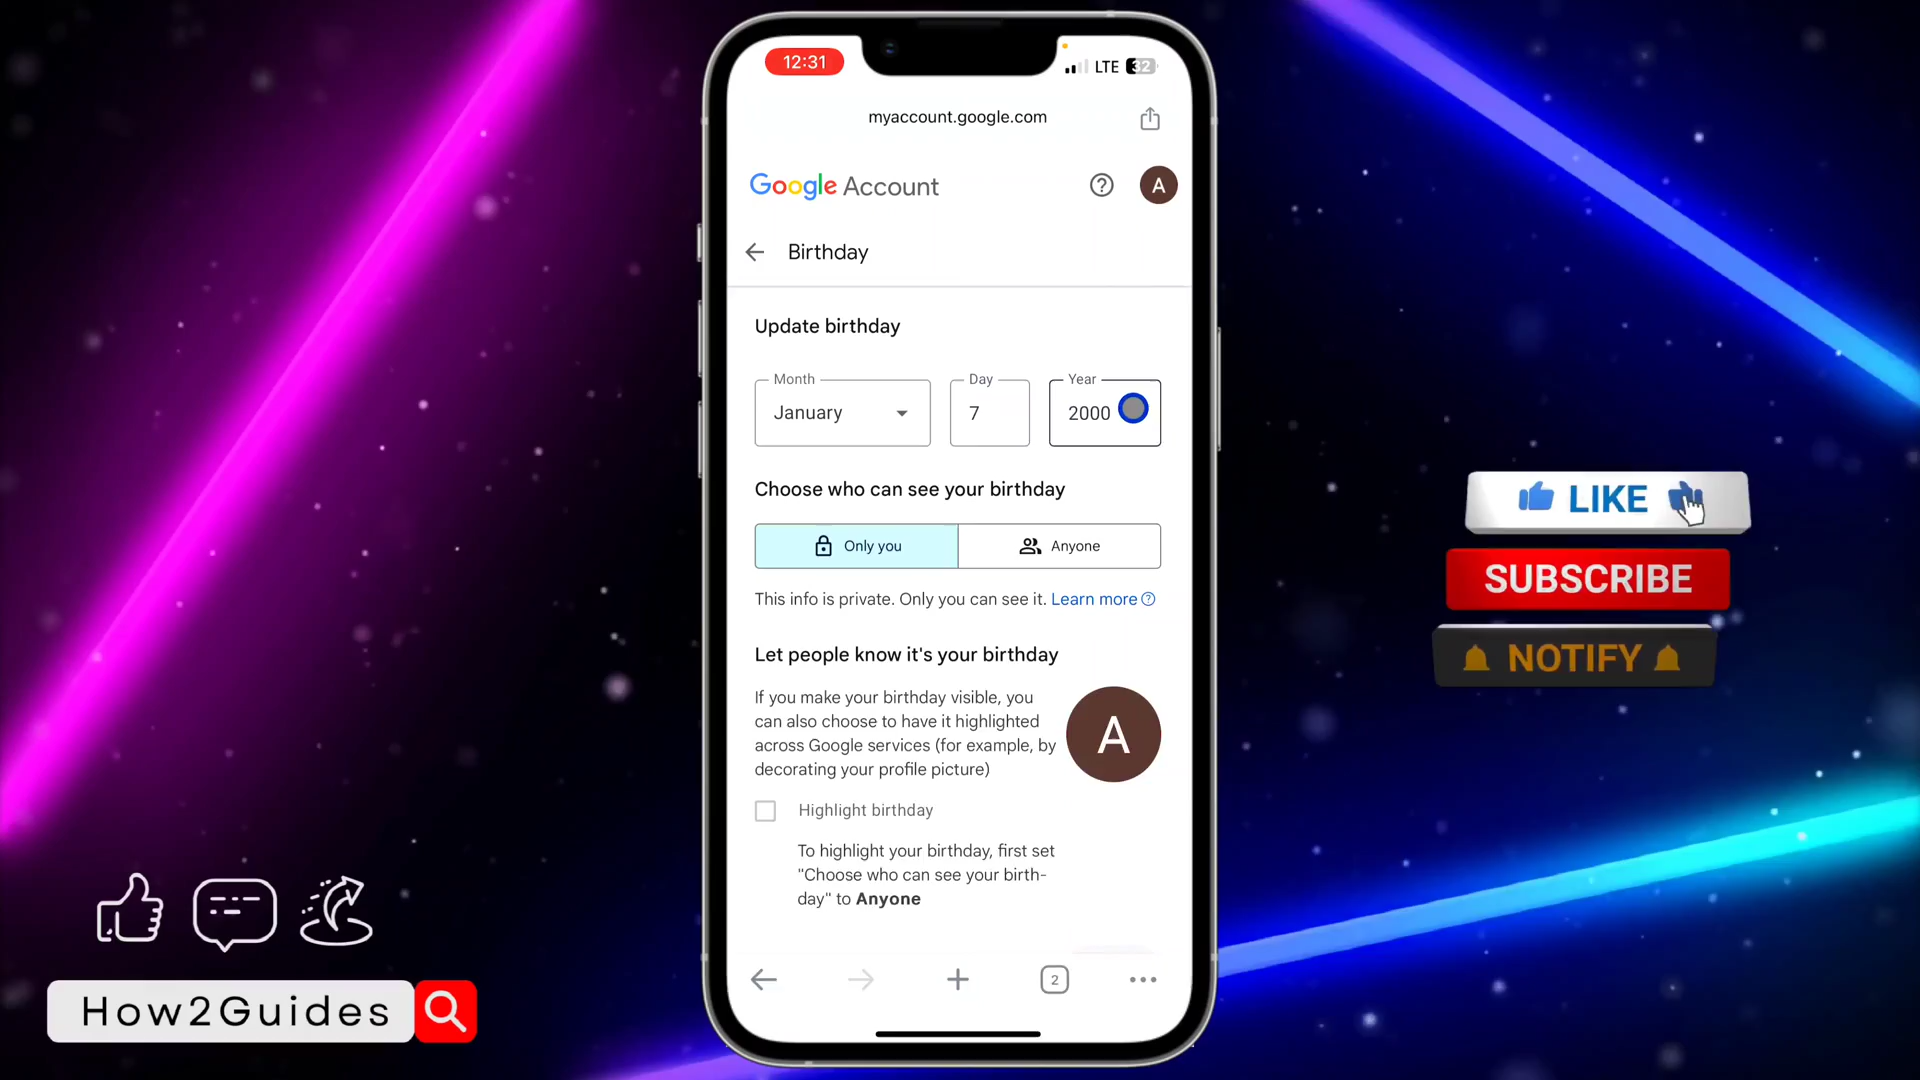 12:31
LTE 32
myaccount.google.com
Google Account
A
Birthday
Update birthday
Month
Day
Year
January
7
2000
Choose who can see your birthday
Only you
Anyone
This info is private. Only you can see it. Learn more
Let people know it's your birthday
If you make your birthday visible, you
can also choose to have it highlighted
across Google services (for example, by
decorating your profile picture)
A
Highlight birthday
To highlight your birthday, first set
"Choose who can see your birth-
day" to Anyone
2
LIKE
SUBSCRIBE
NOTIFY
How2Guides